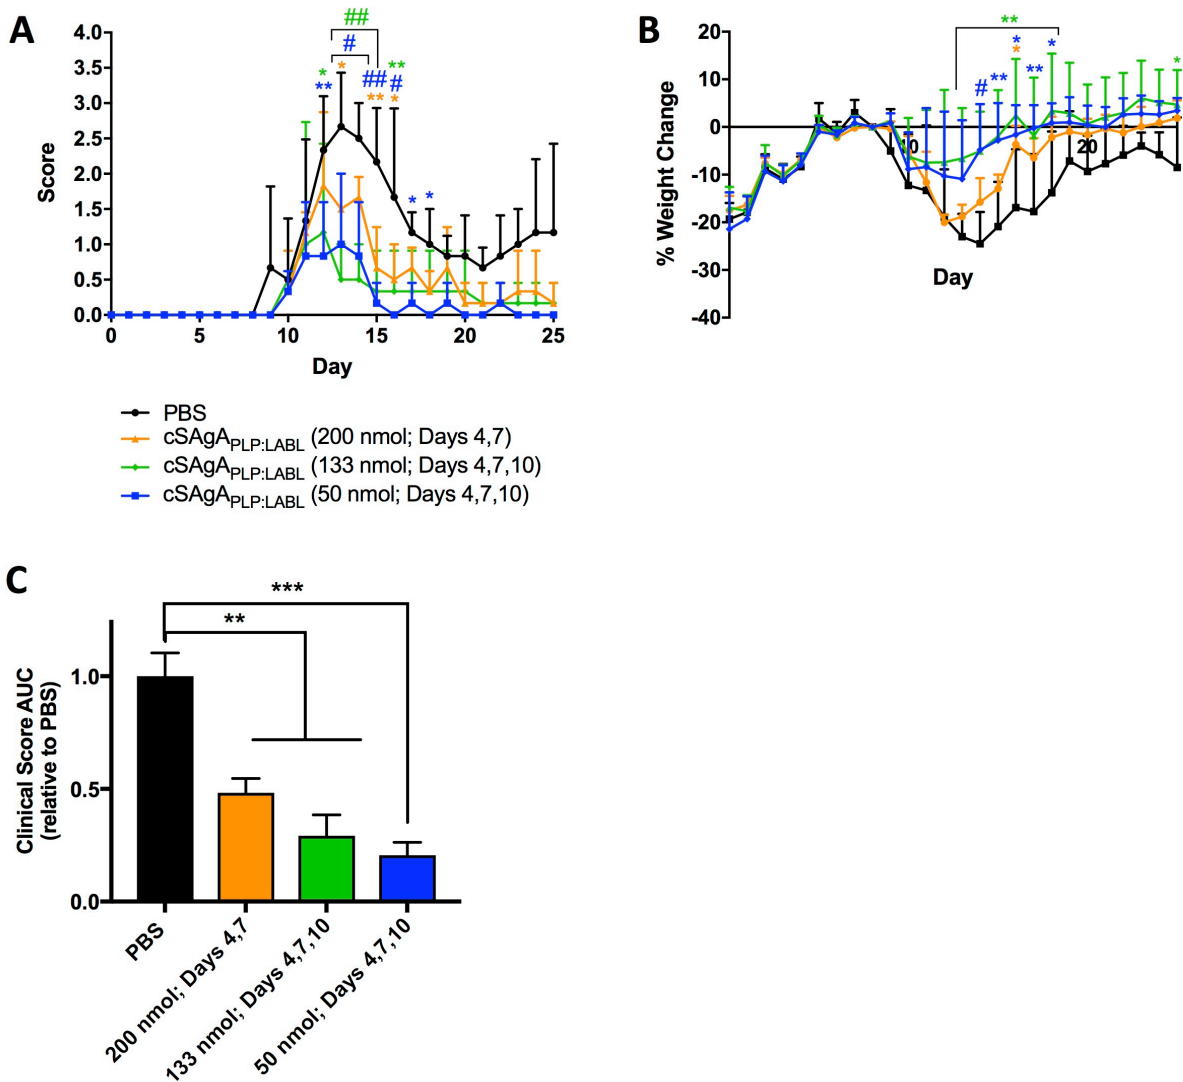 A
##
#
*
*
**
##
**
**
#
*
*
*
4.0
3.5
3.0
2.5
2.0
1.5
1.0
0.5
0.0
Score
0
5
10
15
20
25
Day
B
**
*
*
*
#
**
**
*
20
10
0
-10
-20
-30
-40
% Weight Change
10
20
Day
PBS
cSAgAPLP:LABL (200 nmol; Days 4,7)
cSAgAPLP:LABL (133 nmol; Days 4,7,10)
cSAgAPLP:LABL (50 nmol; Days 4,7,10)
C
***
**
1.0
0.5
0.0
Clinical Score AUC
(relative to PBS)
PBS
200 nmol; Days 4,7
133 nmol; Days 4,7,10
50 nmol; Days 4,7,10